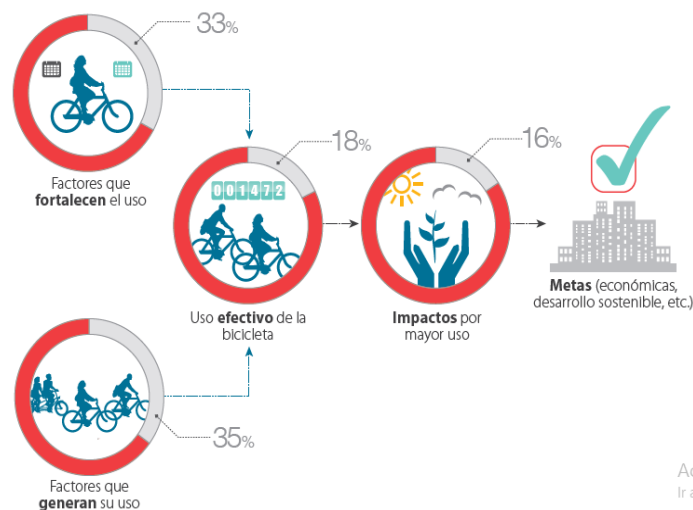 33%
Factores que
fortalecen el uso
18%
001472
Uso efectivo de la
bicicleta
16%
Impactos por
mayor uso
Metas (económicas,
desarrollo sostenible, etc.)
35%
Factores que
generan su uso
Ir a